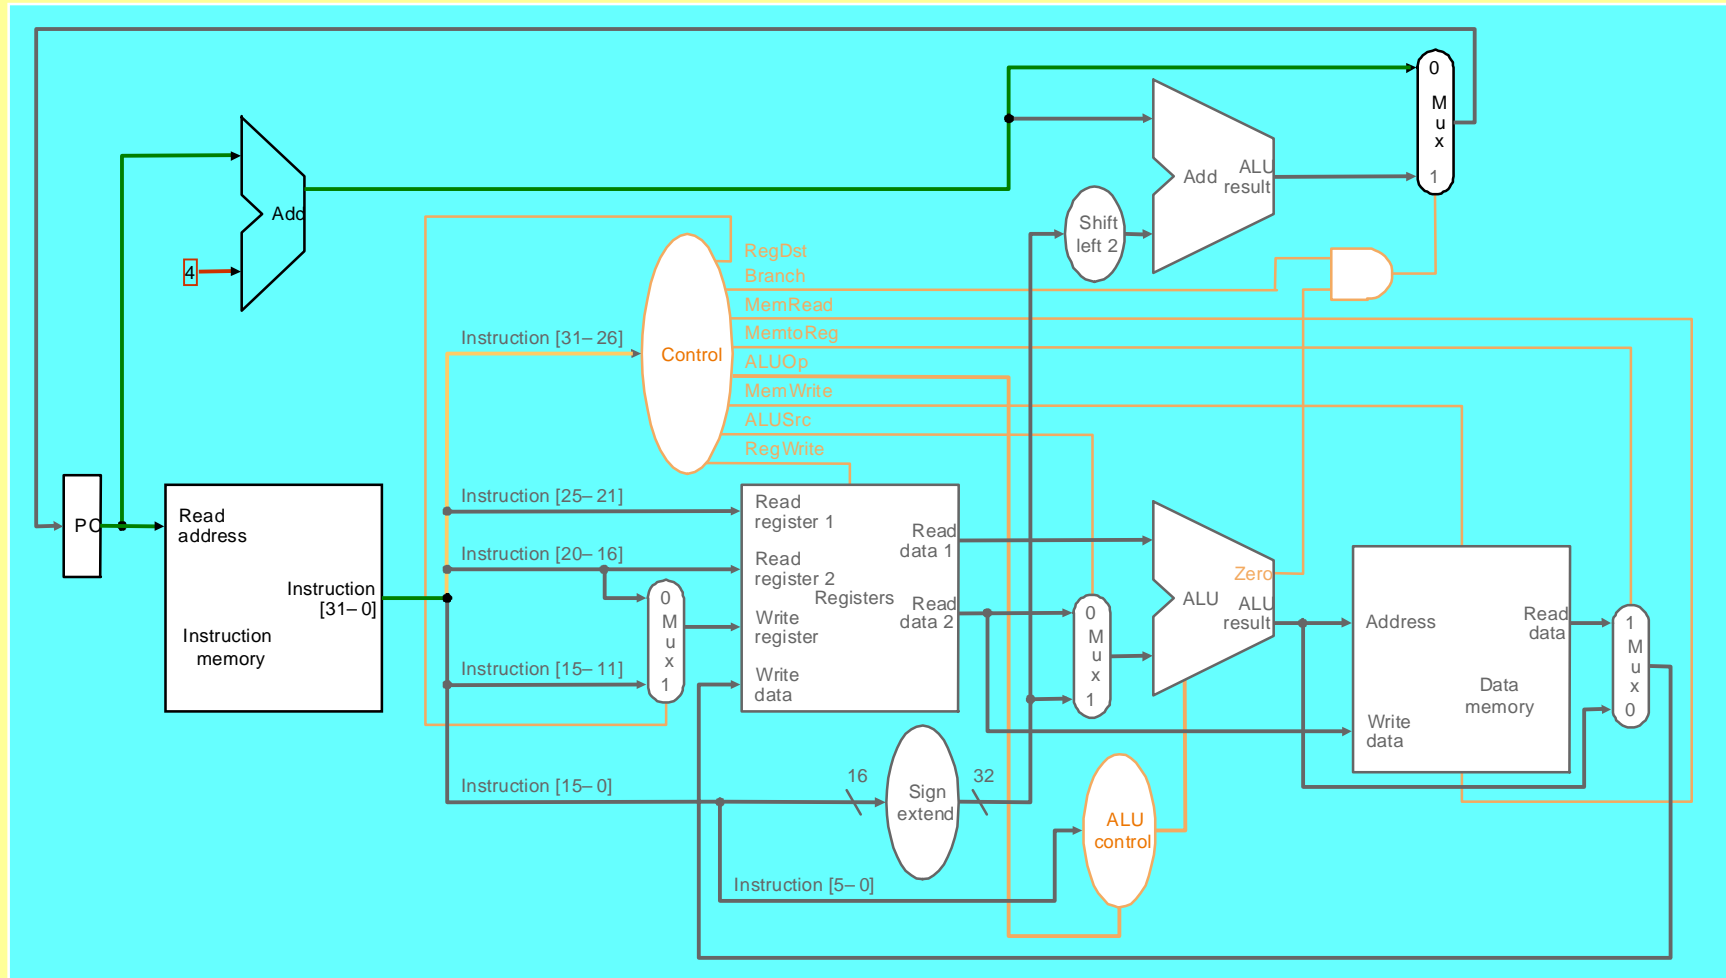 0
M
u
x
1
Add
ALU
result
Shift
left 2
Add
4
RegDst
Branch
MemRead
MemtoReg
ALUOp
MemWrite
ALUSrc
RegWrite
Control
Instruction [31–26]
Instruction [25–21]
Instruction [20–16]
Instruction [15–11]
Instruction [15–0]
Instruction [5–0]
PC
Read
address
Instruction
[31–0]
Instruction
memory
0
M
u
x
1
Read
register 1
Read
register 2
Write
register
Write
data
Registers
Read
data 1
Read
data 2
0
M
u
x
1
Zero
ALU
ALU
result
Address
Write
data
Read
data
Data
memory
1
M
u
x
0
16
Sign
extend
32
ALU
control